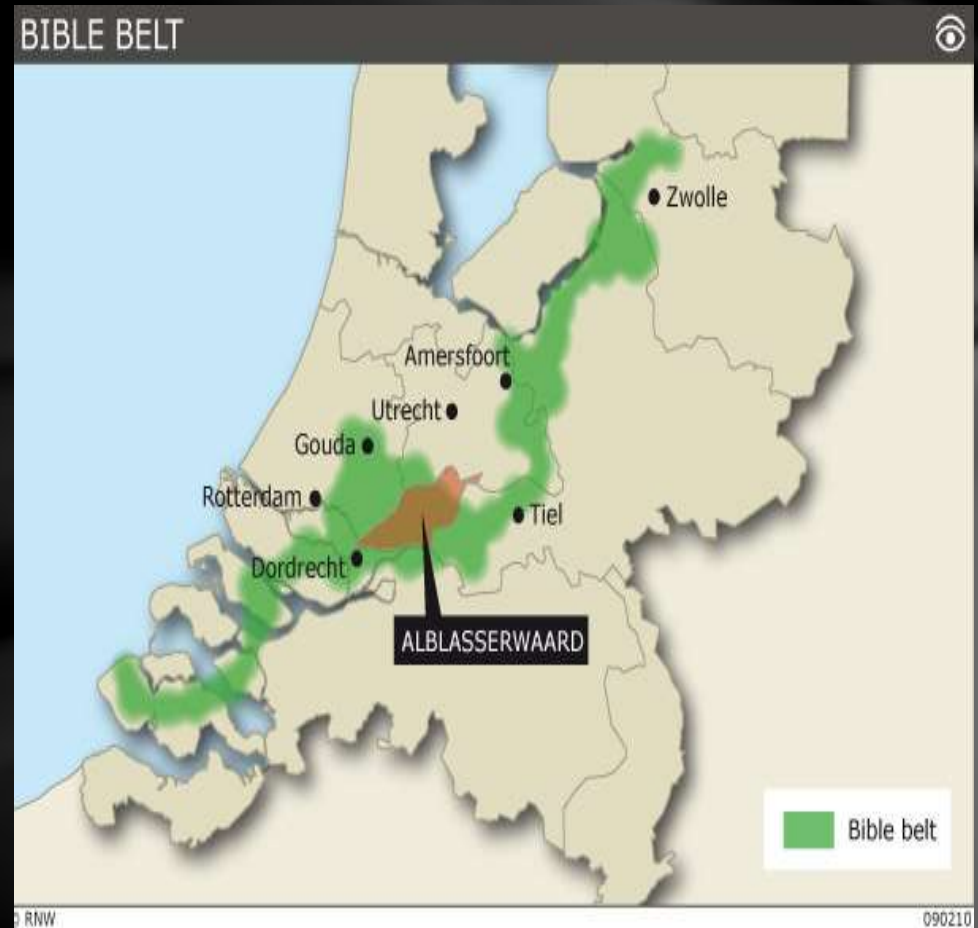 BIBLE BELT
Zwolle
Amersfoort
Utrecht
Gouda
Rotterdam
Tiel
Dordrecht
ALBLASSERWAARD
Bible belt
© RNW
090210